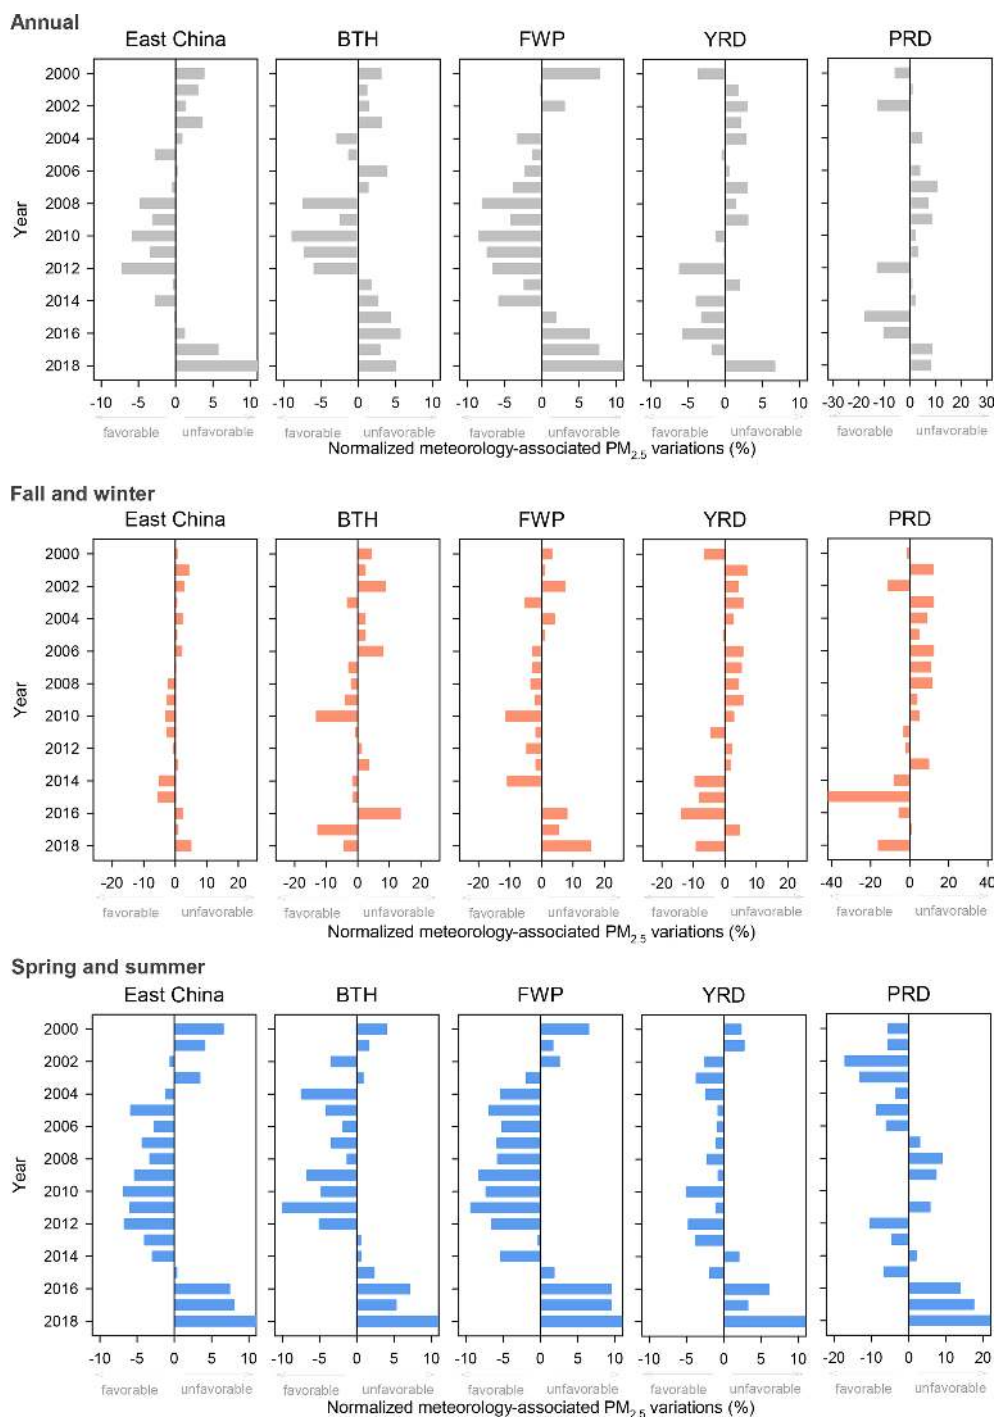 Annual
East China BTH FWP YRD PRD
2000
2002
2004
2006
2008
2010
2012
2014
2016
2018
Year
-10 -5 0 5 10 -10 -5 0 5 10 -10 -5 0 5 10 -10 -5 0 5 10 -30 -20 -10 0 10 20 30
favorable unfavorable favorable unfavorable favorable unfavorable favorable unfavorable favorable unfavorable
Normalized meteorology-associated PM2.5 variations (%)
Fall and winter
East China BTH FWP YRD PRD
2000
2002
2004
2006
2008
2010
2012
2014
2016
2018
Year
-20 -10 0 10 20 -20 -10 0 10 20 -20 -10 0 10 20 -20 -10 0 10 20 -40 -20 0 20 40
favorable unfavorable favorable unfavorable favorable unfavorable favorable unfavorable favorable unfavorable
Normalized meteorology-associated PM2.5 variations (%)
Spring and summer
East China BTH FWP YRD PRD
2000
2002
2004
2006
2008
2010
2012
2014
2016
2018
Year
-10 -5 0 5 10 -10 -5 0 5 10 -10 -5 0 5 10 -10 -5 0 5 10 -20 -10 0 10 20
favorable unfavorable favorable unfavorable favorable unfavorable favorable unfavorable favorable unfavorable
Normalized meteorology-associated PM2.5 variations (%)